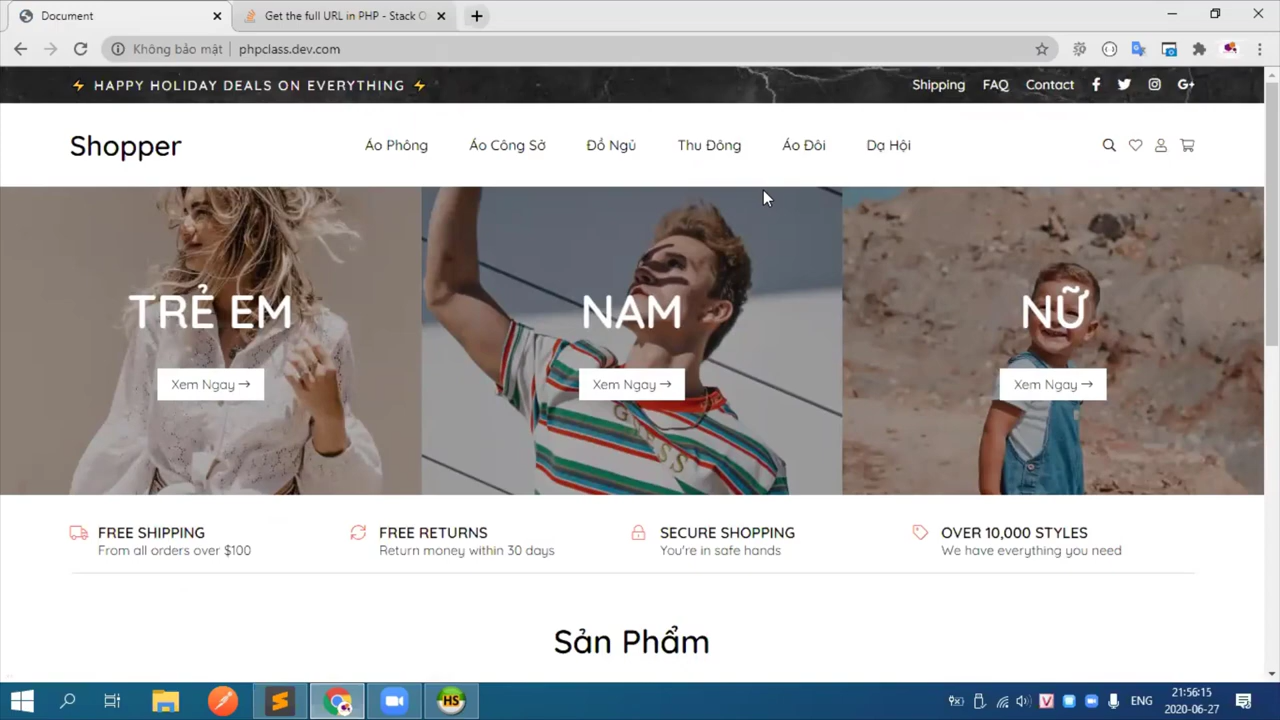 Document
Get the full URL in PHP - Stack O
Không bảo mật
phpclass.dev.com
⚡ HAPPY HOLIDAY DEALS ON EVERYTHING ⚡
Shipping FAQ Contact
Shopper
Áo Phông Áo Công Sở Đồ Ngủ Thu Đông Áo Đôi Dạ Hội
TRẺ EM
NAM
NỮ
Xem Ngay →
Xem Ngay →
Xem Ngay →
GUESS
FREE SHIPPING
From all orders over $100
FREE RETURNS
Return money within 30 days
SECURE SHOPPING
You're in safe hands
OVER 10,000 STYLES
We have everything you need
Sản Phẩm
HS
V
ENG
21:56:15
2020-06-27